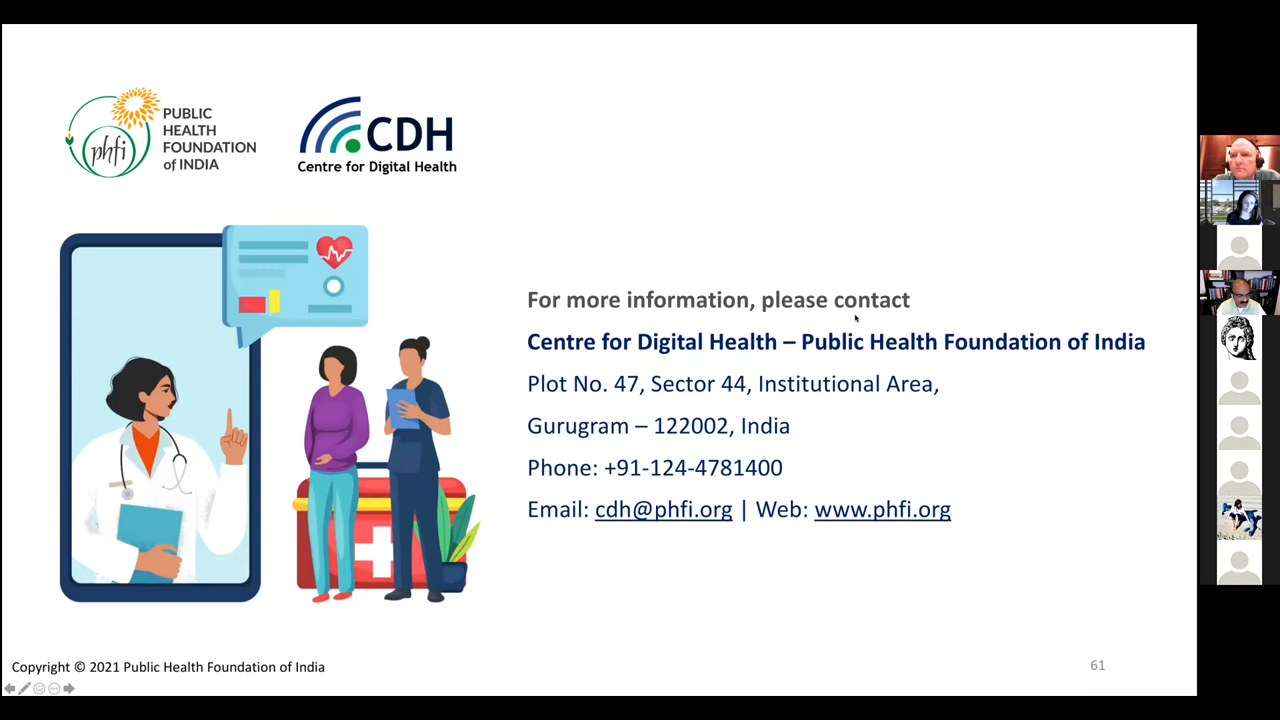 PUBLIC
HEALTH
FOUNDATION
of INDIA
phfi
CDH
Centre for Digital Health
For more information, please contact
Centre for Digital Health – Public Health Foundation of India
Plot No. 47, Sector 44, Institutional Area,
Gurugram – 122002, India
Phone: +91-124-4781400
Email: cdh@phfi.org | Web: www.phfi.org
Copyright © 2021 Public Health Foundation of India
61